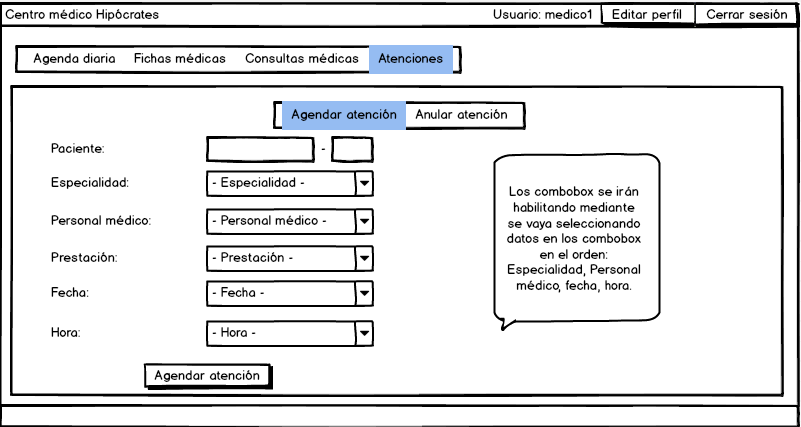 Centro médico Hipócrates Usuario: medico1 Editar perfil Cerrar sesión
Agenda diaria Fichas médicas Consultas médicas Atenciones
Agendar atención Anular atención
Paciente: -
Especialidad: - Especialidad -
Personal médico: - Personal médico -
Prestación: - Prestación -
Fecha: - Fecha -
Hora: - Hora -
Agendar atención
Los combobox se irán
habilitando mediante
se vaya seleccionando
datos en los combobox
en el orden:
Especialidad, Personal
médico, fecha, hora.